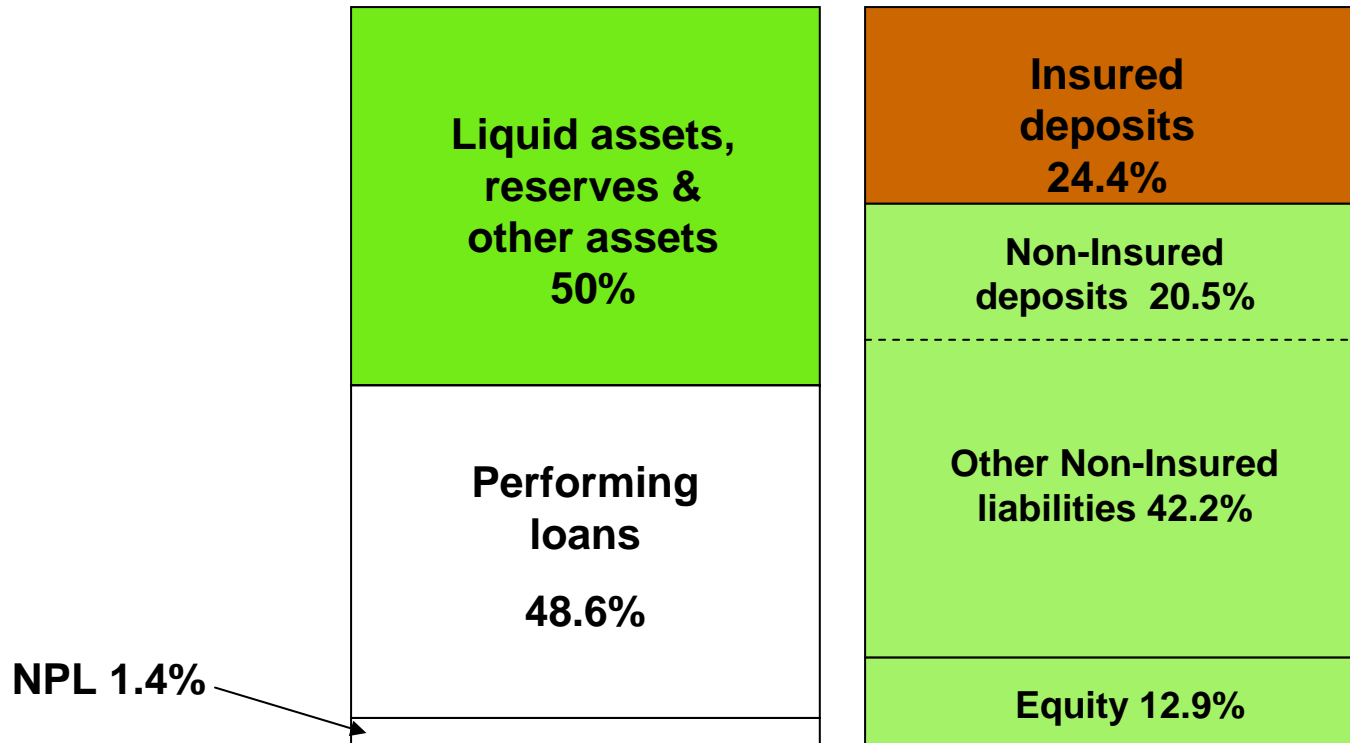 Liquid assets,
reserves &
other assets
50%
Performing
loans
48.6%
NPL 1.4%
Insured
deposits
24.4%
Non-Insured
deposits 20.5%
Other Non-Insured
liabilities 42.2%
Equity 12.9%